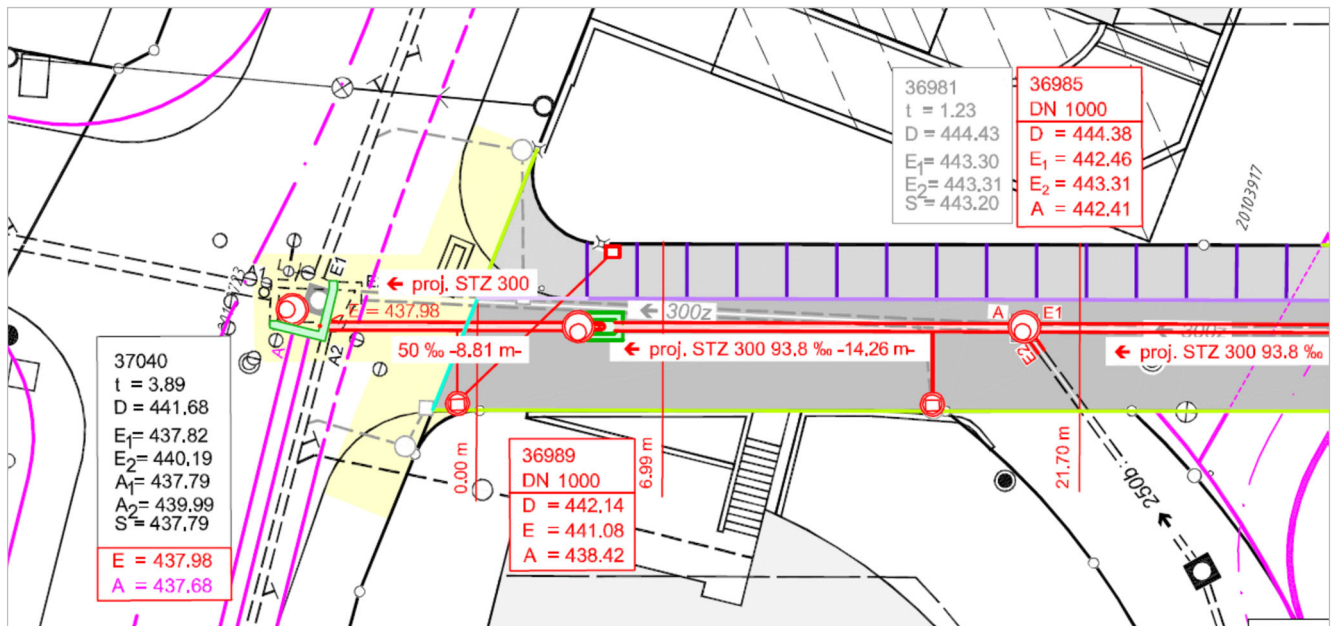 36981
t = 1.23
D = 444.43
E1 = 443.30
E2 = 443.31
S = 443.20
36985
DN 1000
D = 444.38
E1 = 442.46
E2 = 443.31
A = 442.41
20103917
A1
E1
← proj. STZ 300
E = 437.98
← 300z
A
E1
← 300z
50 ‰ -8.81 m-
← proj. STZ 300 93.8 ‰ -14.26 m-
← proj. STZ 300 93.8 ‰
E2
A
A2
37040
t = 3.89
D = 441.68
E1= 437.82
E2= 440.19
A1= 437.79
A2= 439.99
S = 437.79
E = 437.98
A = 437.68
0.00 m
6.99 m
21.70 m
36989
DN 1000
D = 442.14
E = 441.08
A = 438.42
← 250b